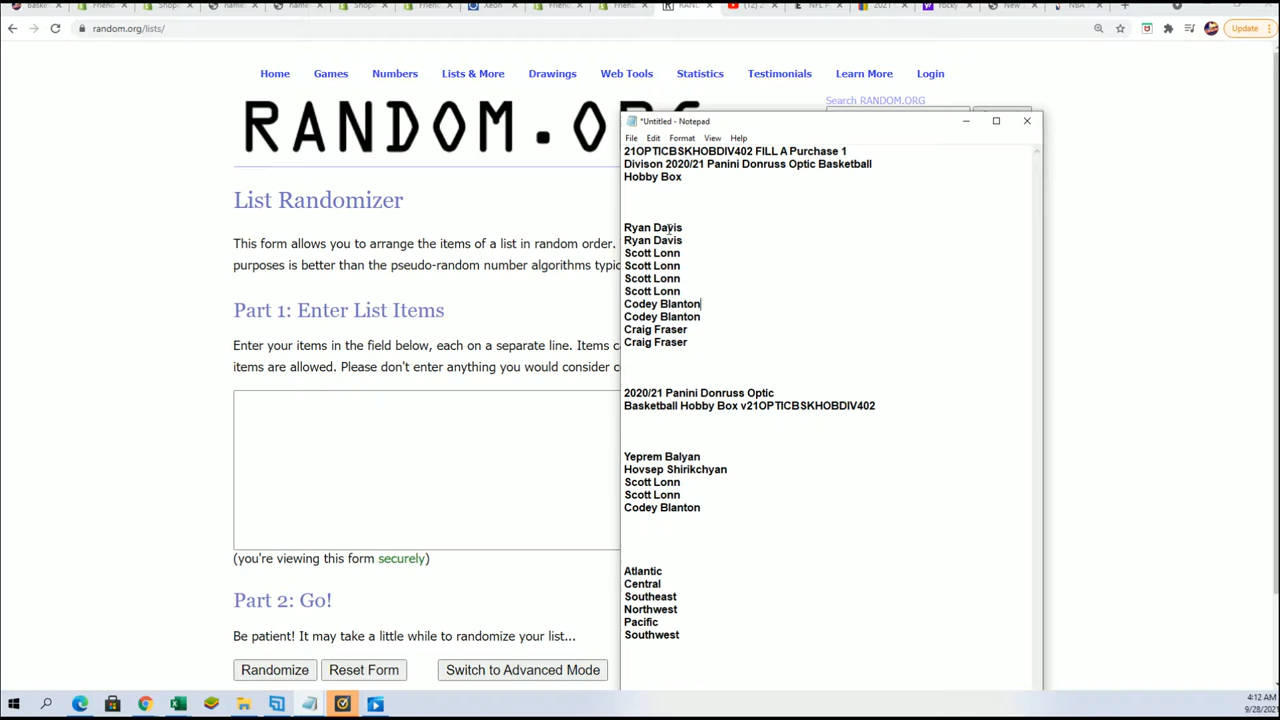 random.org/lists/
Update
Home
Games
Numbers
Lists & More
Drawings
Web Tools
Statistics
Testimonials
Learn More
Login
Search RANDOM.ORG
RANDOM.O
List Randomizer
This form allows you to arrange the items of a list in random order.
purposes is better than the pseudo-random number algorithms
Part 1: Enter List Items
Enter your items in the field below, each on a separate line. Items
items are allowed. Please don't enter anything you would consider
(you're viewing this form securely)
Part 2: Go!
Be patient! It may take a little while to randomize your list...
Randomize
Reset Form
Switch to Advanced Mode
*Untitled - Notepad
File Edit Format View Help
21OPTICBSKHOBDIV402 FILL A Purchase 1
Divison 2020/21 Panini Donruss Optic Basketball
Hobby Box
Ryan Davis
Ryan Davis
Scott Lonn
Scott Lonn
Scott Lonn
Scott Lonn
Codey Blanton
Codey Blanton
Craig Fraser
Craig Fraser
2020/21 Panini Donruss Optic
Basketball Hobby Box v21OPTICBSKHOBDIV402
Yeprem Balyan
Hovsep Shirikchyan
Scott Lonn
Scott Lonn
Codey Blanton
Atlantic
Central
Southeast
Northwest
Pacific
Southwest
4:12 AM